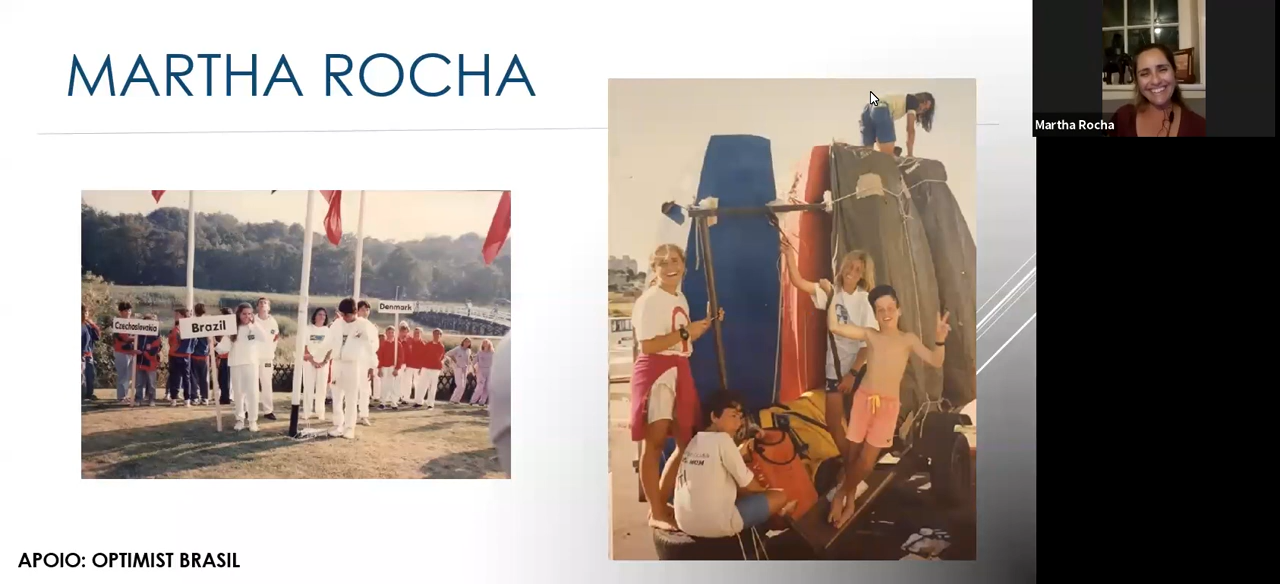 MARTHA ROCHA
Martha Rocha
Czechoslovakia
Brazil
Denmark
APOIO: OPTIMIST BRASIL